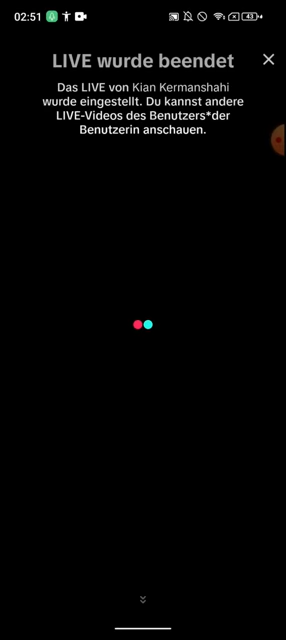 02:51
43
LIVE wurde beendet
Das LIVE von Kian Kermanshahi
wurde eingestellt. Du kannst andere
LIVE-Videos des Benutzers*der
Benutzerin anschauen.